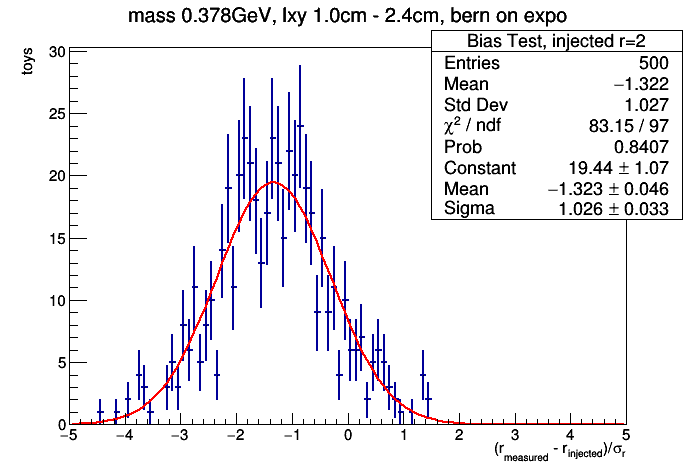 mass 0.378GeV, lxy 1.0cm - 2.4cm, bern on expo
toys
Bias Test, injected r=2
Entries 500
Mean −1.322
Std Dev 1.027
χ² / ndf 83.15 / 97
Prob 0.8407
Constant 19.44 ± 1.07
Mean −1.323 ± 0.046
Sigma 1.026 ± 0.033
30
25
20
15
10
5
0
−5 −4 −3 −2 −1 0 1 2 3 4 5
(r_measured - r_injected)/σ_r